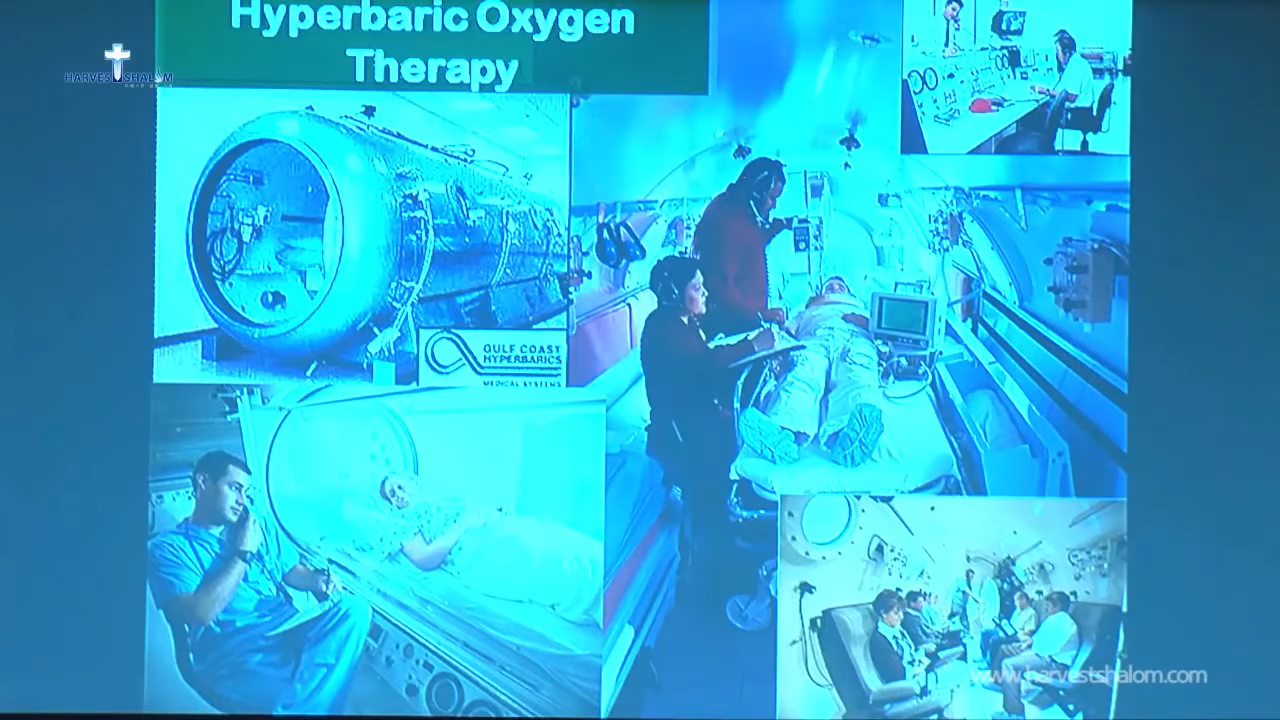 Hyperbaric Oxygen
Therapy
HARVEST SHALOM
GULF COAST
HYPERBARICS
MEDICAL SYSTEMS
www.harvestshalom.com